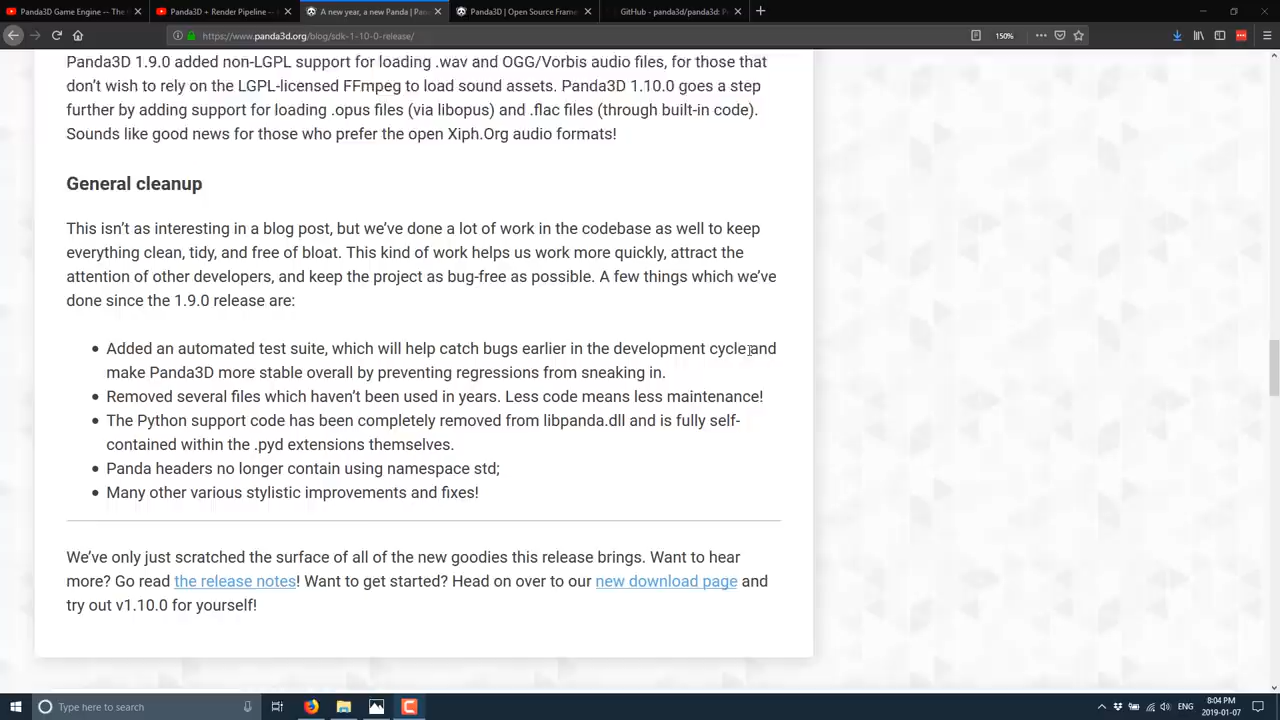 Panda3D Game Engine -- The
Panda3D + Render Pipeline -
A new year, a new Panda | Pan
Panda3D | Open Source Frame
GitHub - panda3d/panda3d: P
https://www.panda3d.org/blog/sdk-1-10-0-release/
150%
Panda3D 1.9.0 added non-LGPL support for loading .wav and OGG/Vorbis audio files, for those that
don't wish to rely on the LGPL-licensed FFmpeg to load sound assets. Panda3D 1.10.0 goes a step
further by adding support for loading .opus files (via libopus) and .flac files (through built-in code).
Sounds like good news for those who prefer the open Xiph.Org audio formats!
General cleanup
This isn't as interesting in a blog post, but we've done a lot of work in the codebase as well to keep
everything clean, tidy, and free of bloat. This kind of work helps us work more quickly, attract the
attention of other developers, and keep the project as bug-free as possible. A few things which we've
done since the 1.9.0 release are:
• Added an automated test suite, which will help catch bugs earlier in the development cycle and
make Panda3D more stable overall by preventing regressions from sneaking in.
• Removed several files which haven't been used in years. Less code means less maintenance!
• The Python support code has been completely removed from libpanda.dll and is fully self-
contained within the .pyd extensions themselves.
• Panda headers no longer contain using namespace std;
• Many other various stylistic improvements and fixes!
We've only just scratched the surface of all of the new goodies this release brings. Want to hear
more? Go read the release notes! Want to get started? Head on over to our new download page and
try out v1.10.0 for yourself!
Type here to search
ENG
8:04 PM
2019-01-07